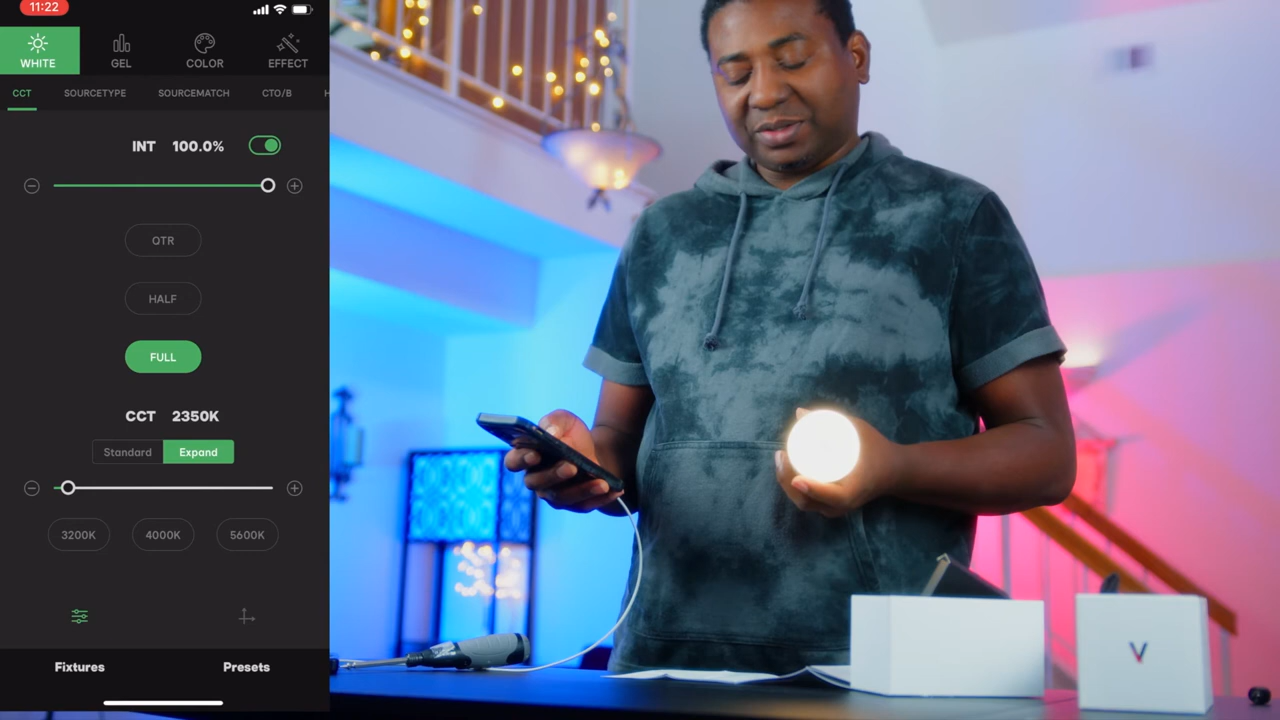 11:22
WHITE GEL COLOR EFFECT
CCT SOURCETYPE SOURCEMATCH CTO/B H
INT 100.0%
QTR
HALF
FULL
CCT 2350K
Standard Expand
3200K 4000K 5600K
Fixtures Presets
V